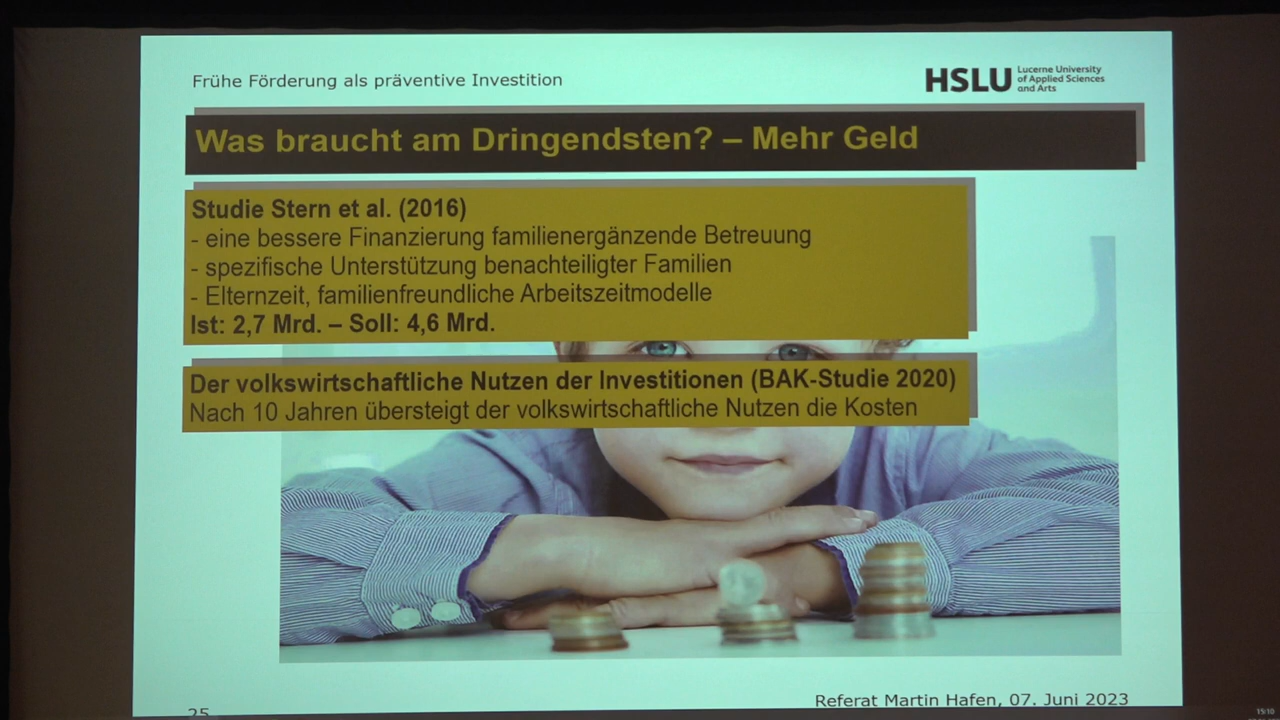 Frühe Förderung als präventive Investition
HSLU Lucerne University
of Applied Sciences
and Arts
Was braucht am Dringendsten? – Mehr Geld
Studie Stern et al. (2016)
- eine bessere Finanzierung familienergänzende Betreuung
- spezifische Unterstützung benachteiligter Familien
- Elternzeit, familienfreundliche Arbeitszeitmodelle
Ist: 2,7 Mrd. – Soll: 4,6 Mrd.
Der volkswirtschaftliche Nutzen der Investitionen (BAK-Studie 2020)
Nach 10 Jahren übersteigt der volkswirtschaftliche Nutzen die Kosten
Referat Martin Hafen, 07. Juni 2023
25
15:10